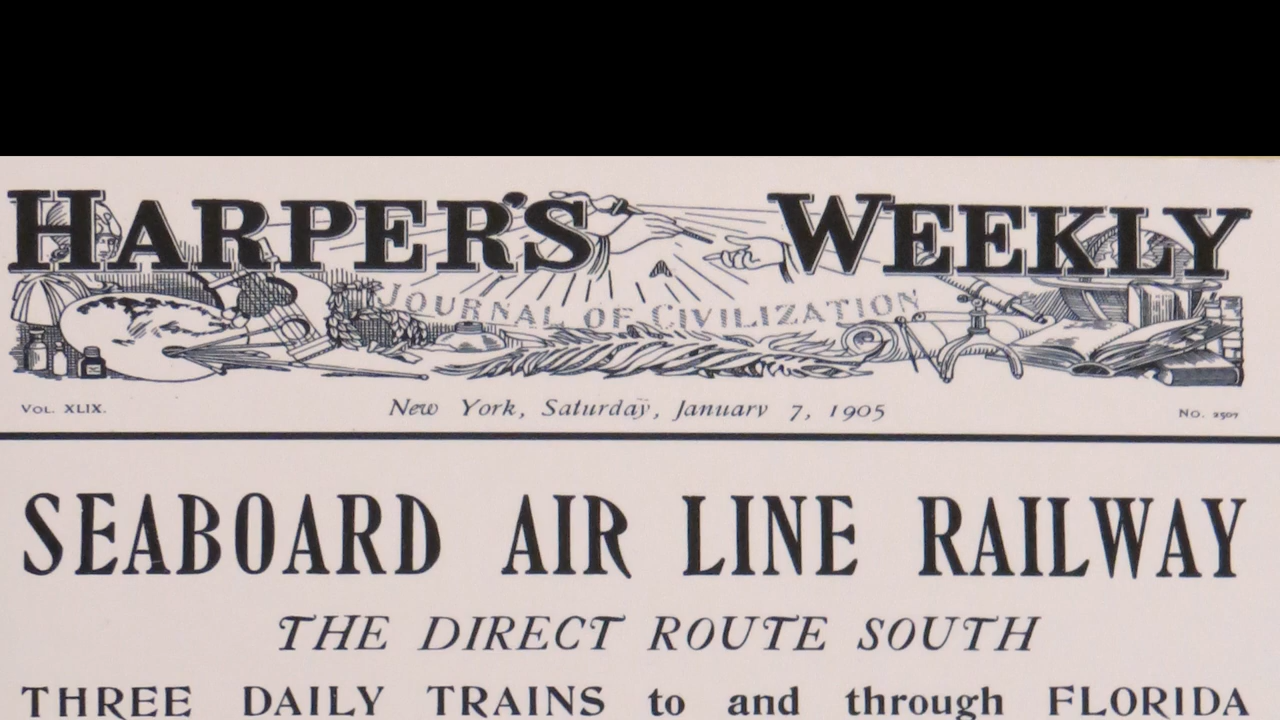 HARPER'S WEEKLY
JOURNAL OF CIVILIZATION
VOL. XLIX. New York, Saturday, January 7, 1905 No. 2507
SEABOARD AIR LINE RAILWAY
THE DIRECT ROUTE SOUTH
THREE DAILY TRAINS to and through FLORIDA